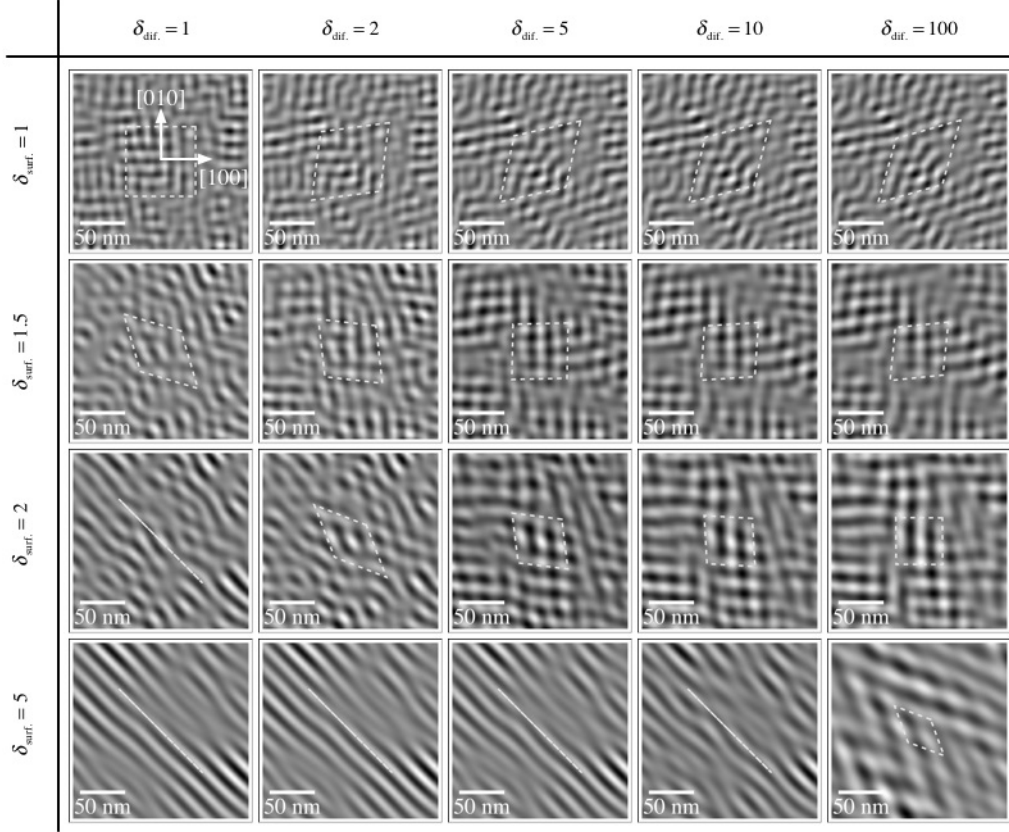 δdif. = 1 δdif. = 2 δdif. = 5 δdif. = 10 δdif. = 100
δsurf. = 1
[010]
[100]
50 nm 50 nm 50 nm 50 nm 50 nm
δsurf. = 1.5
50 nm 50 nm 50 nm 50 nm 50 nm
δsurf. = 2
50 nm 50 nm 50 nm 50 nm 50 nm
δsurf. = 5
50 nm 50 nm 50 nm 50 nm 50 nm